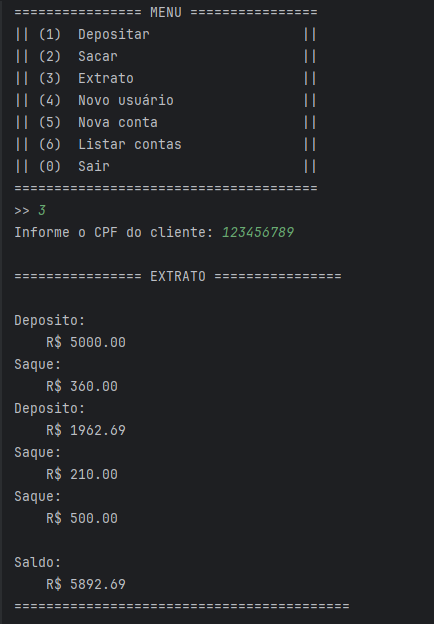 ================ MENU ================
|| (1)  Depositar                   ||
|| (2)  Sacar                       ||
|| (3)  Extrato                     ||
|| (4)  Novo usuário                ||
|| (5)  Nova conta                  ||
|| (6)  Listar contas               ||
|| (0)  Sair                        ||
======================================
>> 3
Informe o CPF do cliente: 123456789

================ EXTRATO ================

Deposito:
    R$ 5000.00
Saque:
    R$ 360.00
Deposito:
    R$ 1962.69
Saque:
    R$ 210.00
Saque:
    R$ 500.00

Saldo:
    R$ 5892.69
==========================================